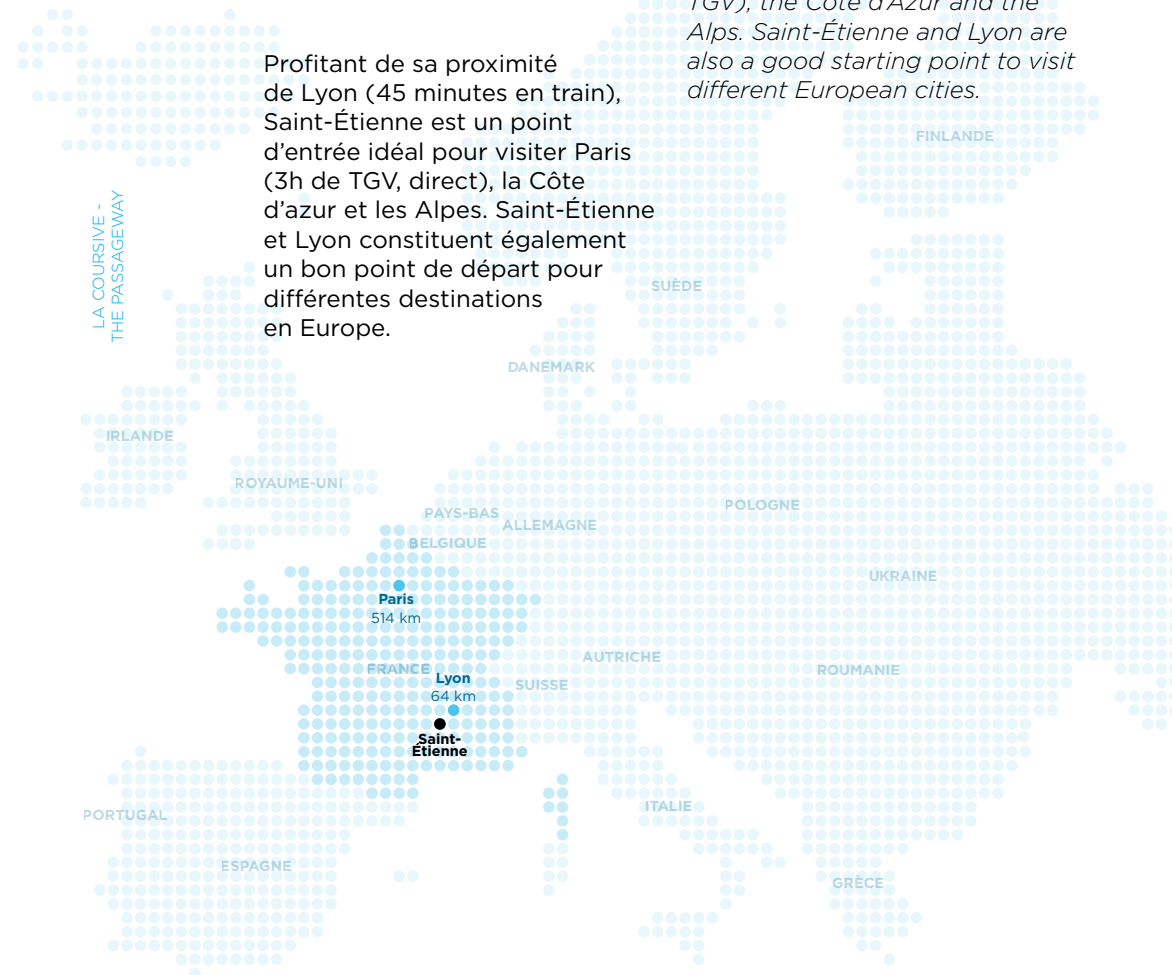 TGV), the Côte d'Azur and the
Alps. Saint-Étienne and Lyon are
also a good starting point to visit
different European cities.
Profitant de sa proximité
de Lyon (45 minutes en train),
Saint-Étienne est un point
d'entrée idéal pour visiter Paris
(3h de TGV, direct), la Côte
d'azur et les Alpes. Saint-Étienne
et Lyon constituent également
un bon point de départ pour
différentes destinations
en Europe.
LA COURSIVE -
THE PASSAGEWAY
FINLANDE
SUÈDE
DANEMARK
IRLANDE
ROYAUME-UNI
PAYS-BAS
ALLEMAGNE
POLOGNE
BELGIQUE
UKRAINE
Paris
514 km
FRANCE
AUTRICHE
ROUMANIE
SUISSE
Lyon
64 km
Saint-
Étienne
PORTUGAL
ITALIE
ESPAGNE
GRÈCE